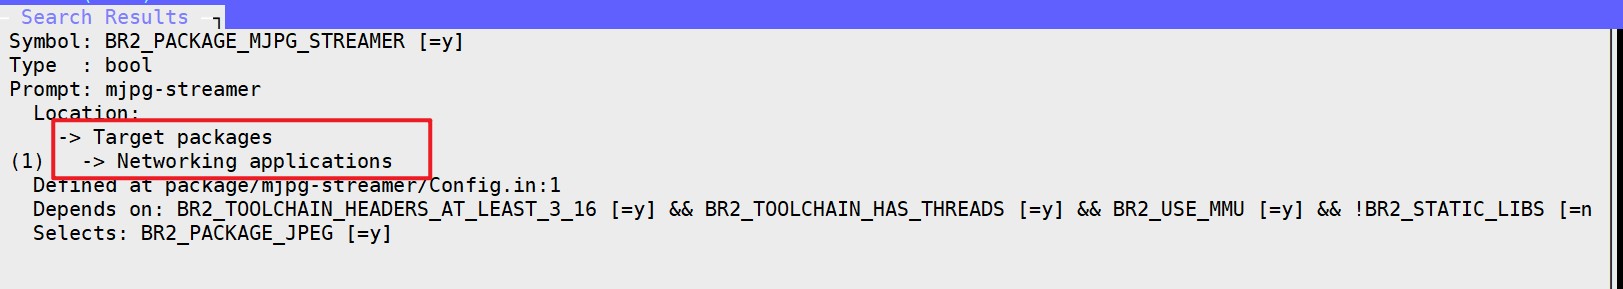 Search Results
Symbol: BR2_PACKAGE_MJPG_STREAMER [=y]
Type  : bool
Prompt: mjpg-streamer
  Location:
    -> Target packages
(1)   -> Networking applications
  Defined at package/mjpg-streamer/Config.in:1
  Depends on: BR2_TOOLCHAIN_HEADERS_AT_LEAST_3_16 [=y] && BR2_TOOLCHAIN_HAS_THREADS [=y] && BR2_USE_MMU [=y] && !BR2_STATIC_LIBS [=n
  Selects: BR2_PACKAGE_JPEG [=y]